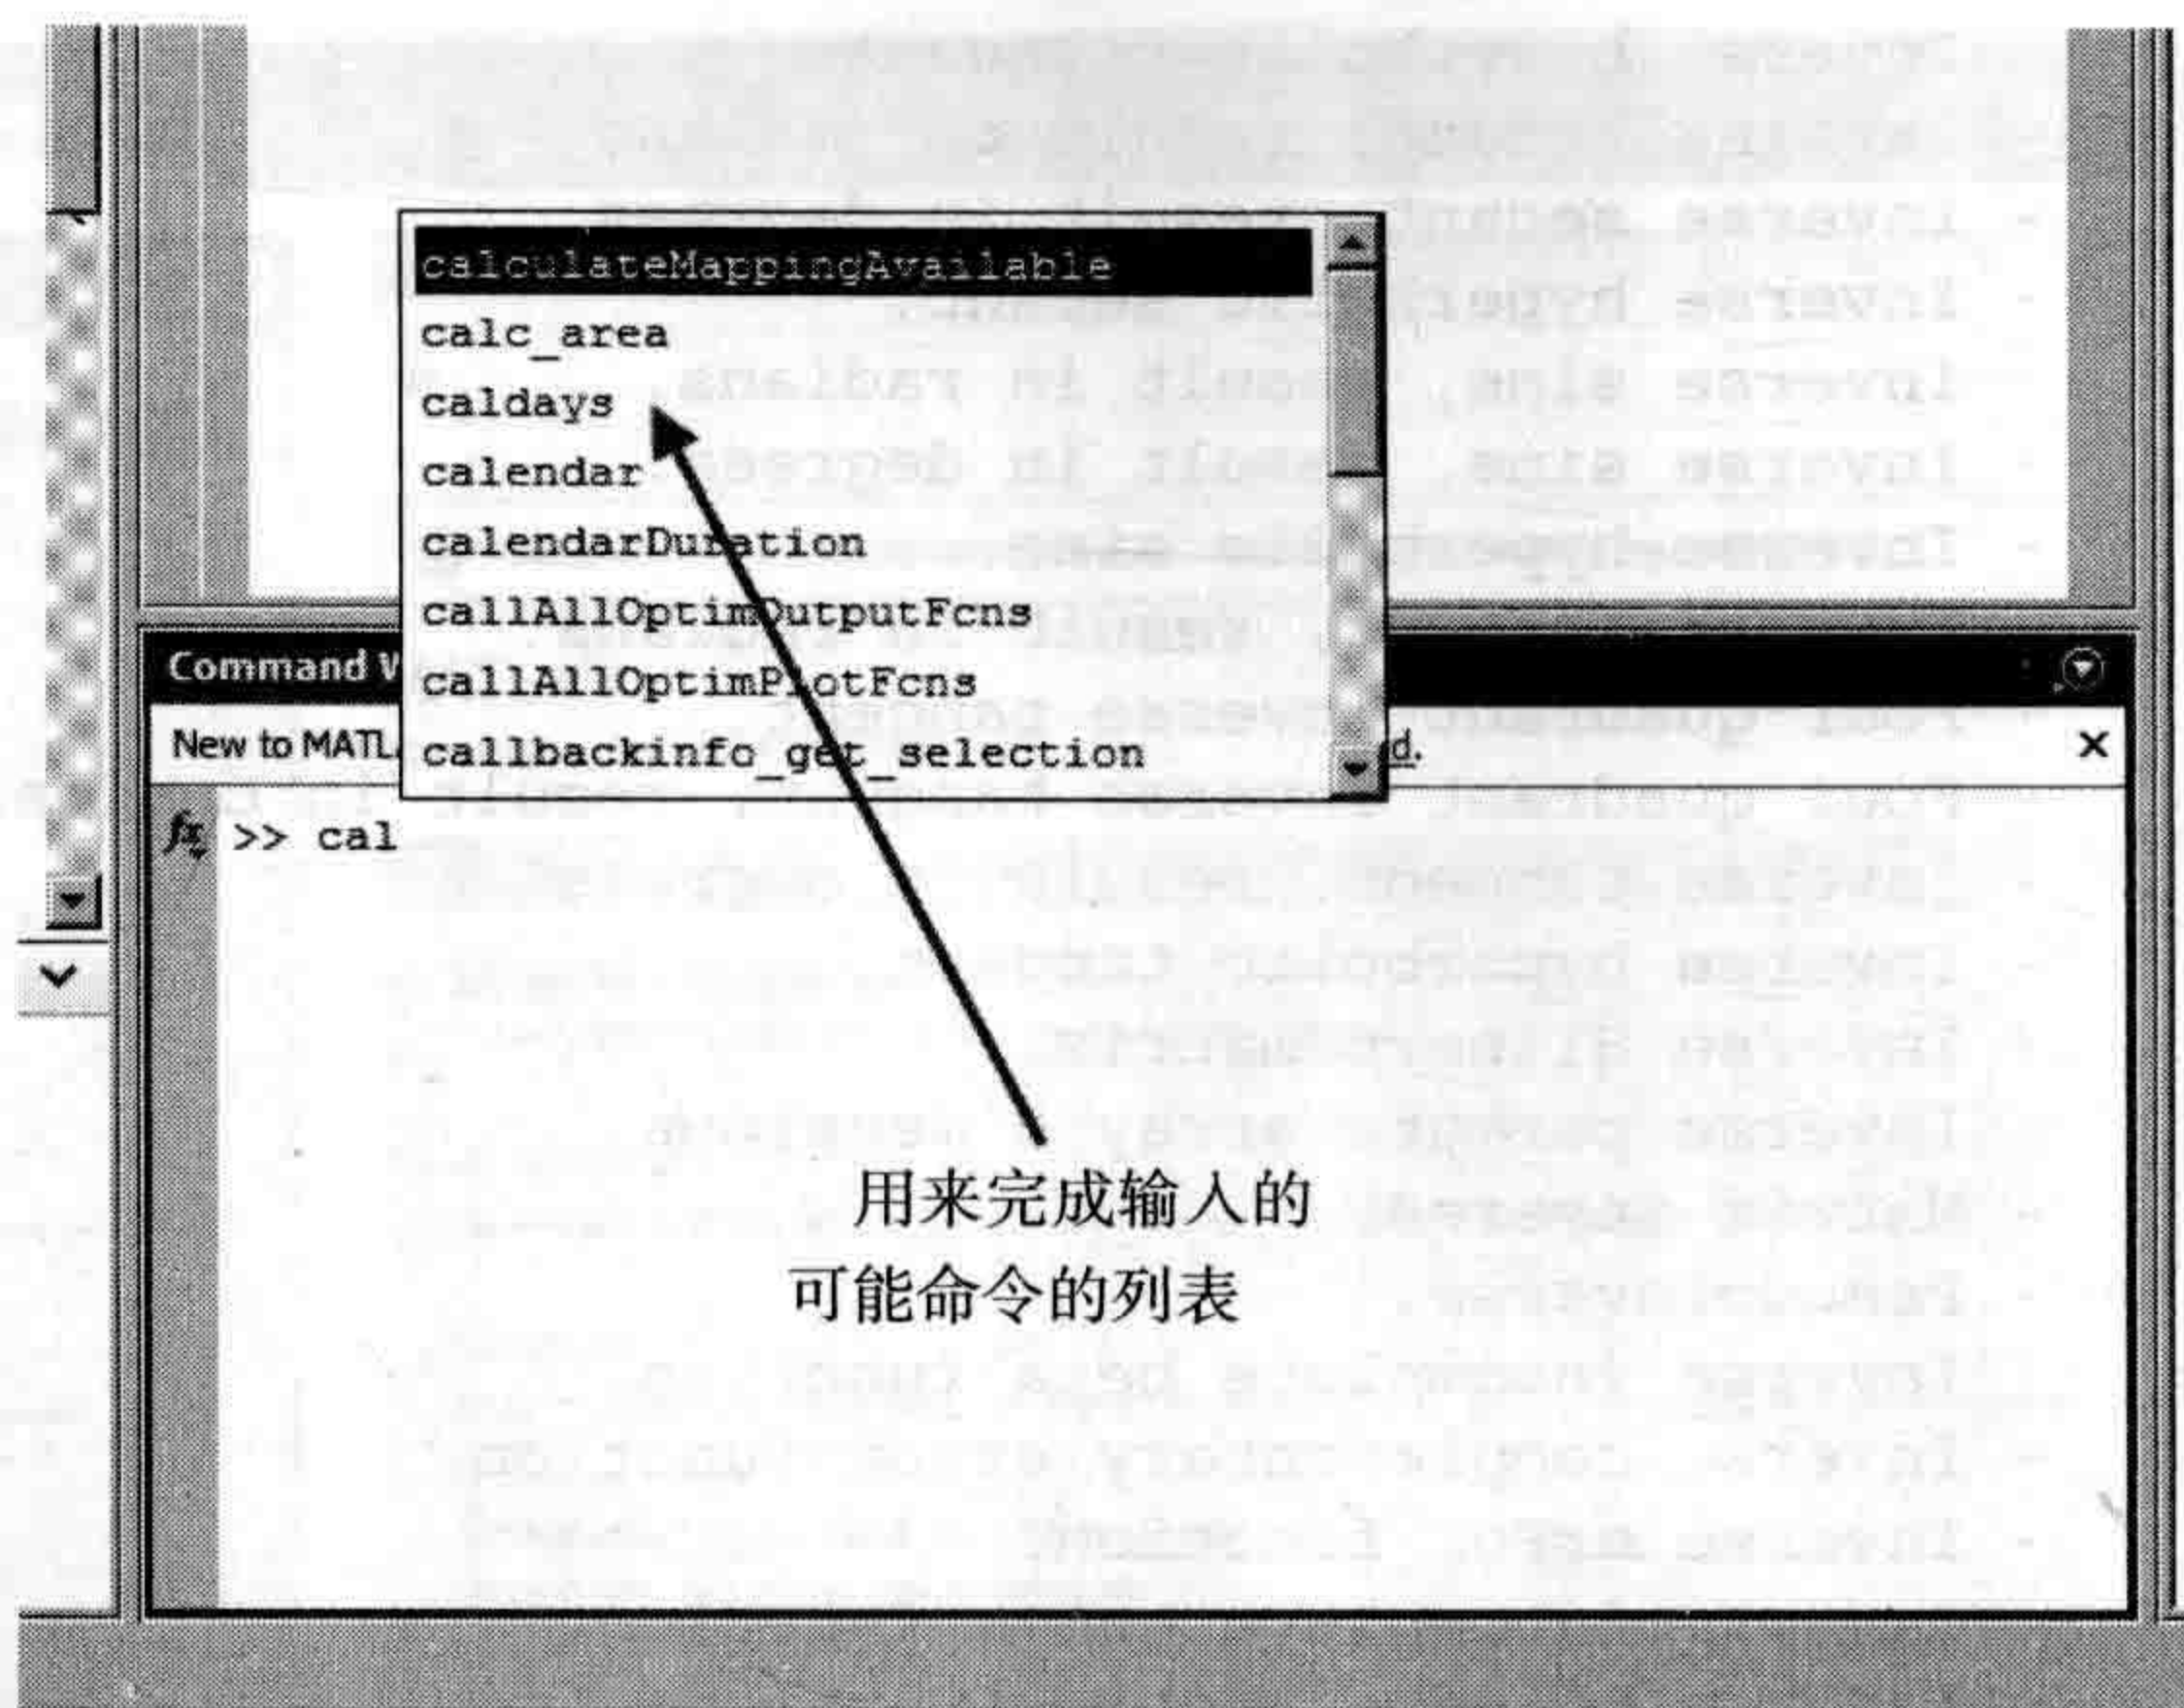 calculateMappingAvailable
calc_area
caldays
calendar
calendarDuration
callAllOptimOutputFcns
callAllOptimPlotFcns
callbackinfo_get_selection
Command
New to
d.
fx >> cal
用来完成输入的
可能命令的列表